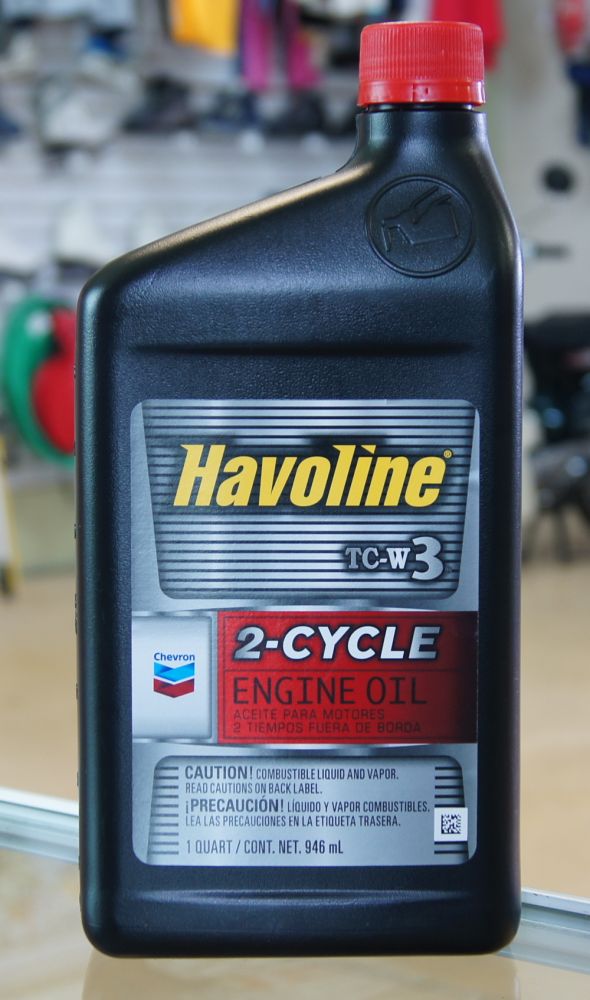 Havoline®
TC-W3
2-CYCLE
Chevron
ENGINE OIL
ACEITE PARA MOTORES
2 TIEMPOS FUERA DE BORDA
CAUTION! COMBUSTIBLE LIQUID AND VAPOR.
READ CAUTIONS ON BACK LABEL.
¡PRECAUCIÓN! LÍQUIDO Y VAPOR COMBUSTIBLES.
LEA LAS PRECAUCIONES EN LA ETIQUETA TRASERA.
1 QUART / CONT. NET. 946 mL